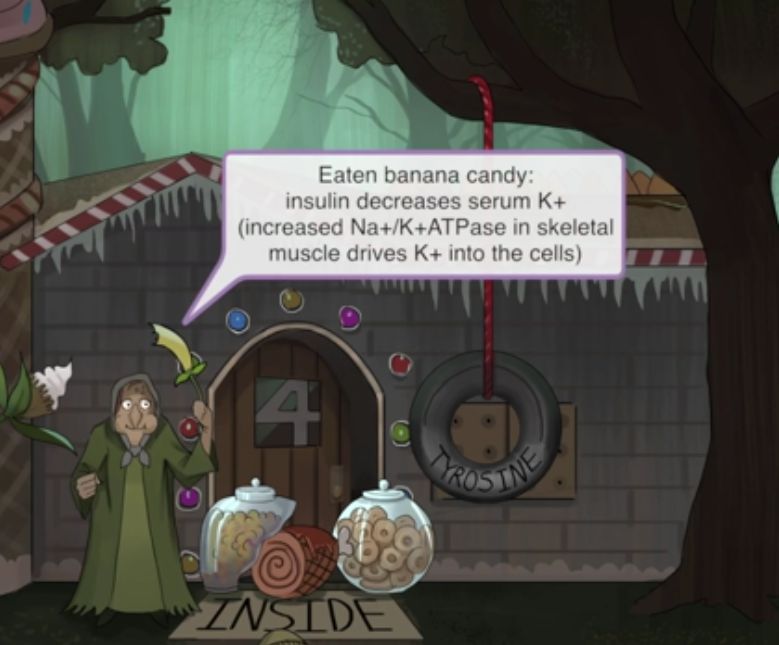 Eaten banana candy:
insulin decreases serum K+
(increased Na+/K+ATPase in skeletal
muscle drives K+ into the cells)
4
TYROSINE
INSIDE